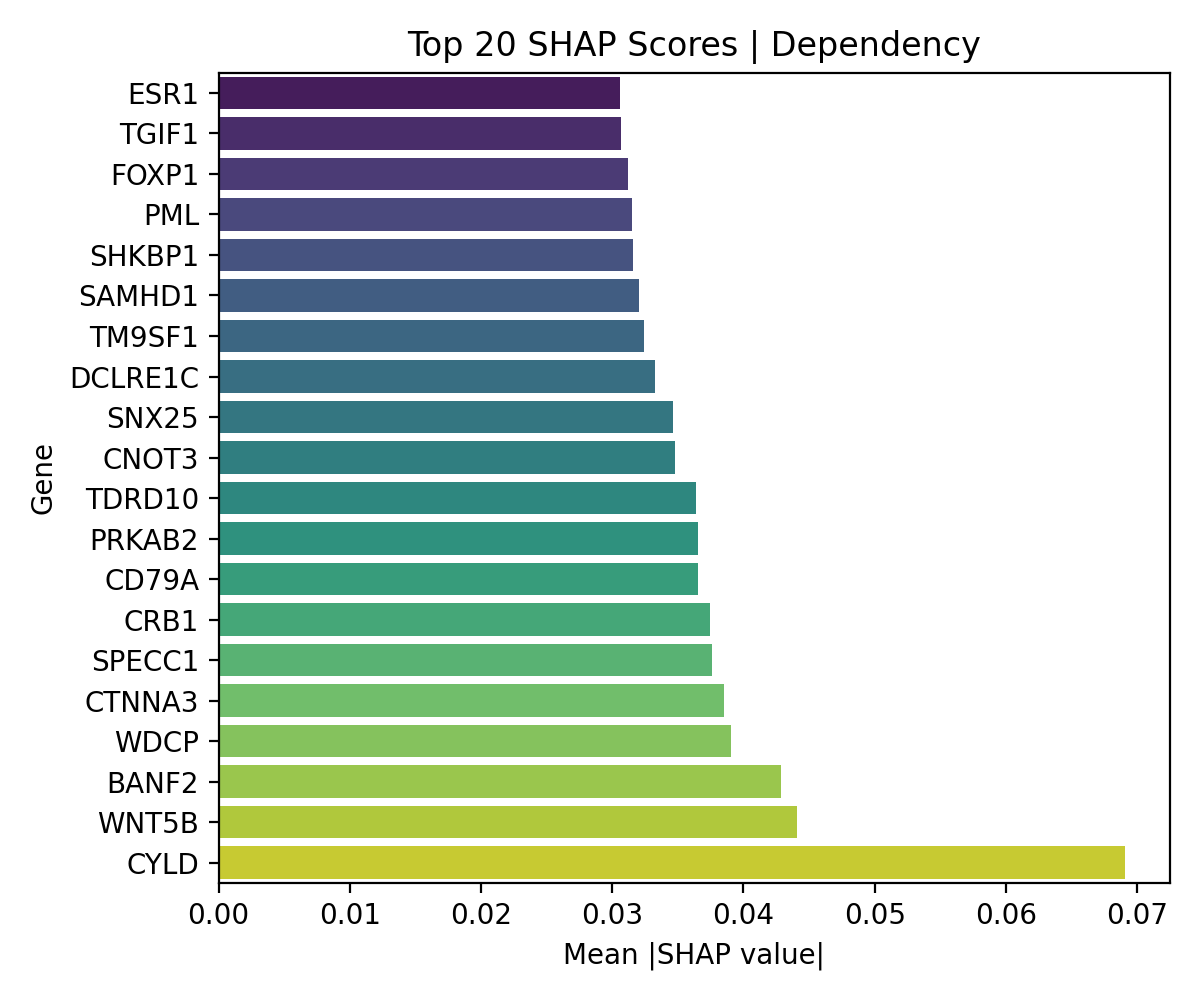 Top 20 SHAP Scores | Dependency
Gene
ESR1
TGIF1
FOXP1
PML
SHKBP1
SAMHD1
TM9SF1
DCLRE1C
SNX25
CNOT3
TDRD10
PRKAB2
CD79A
CRB1
SPECC1
CTNNA3
WDCP
BANF2
WNT5B
CYLD
0.00 0.01 0.02 0.03 0.04 0.05 0.06 0.07
Mean |SHAP value|